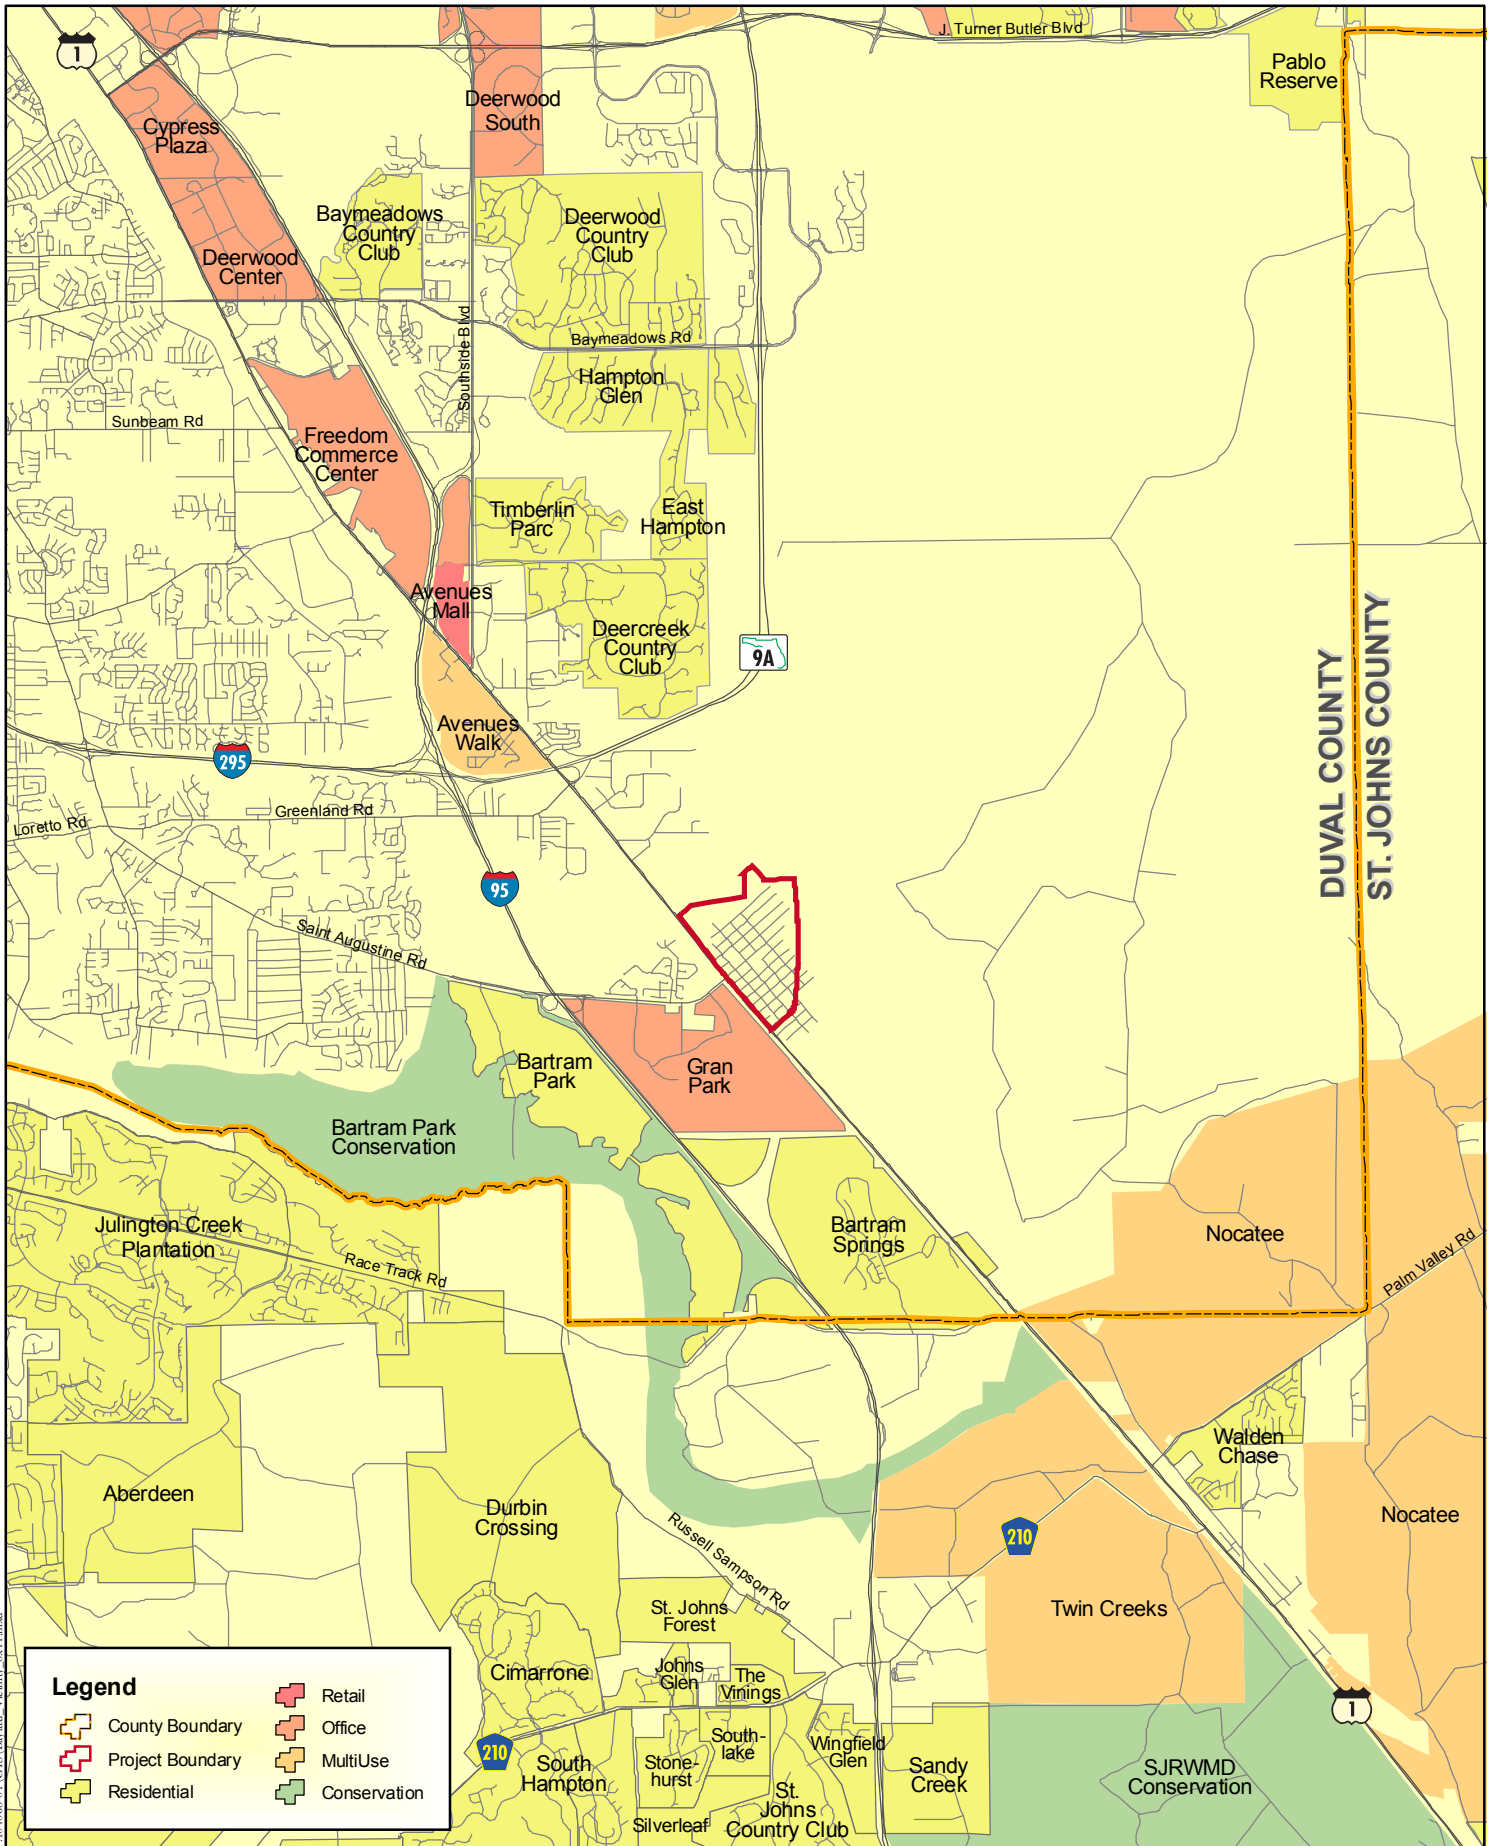 J. Turner Butler Blvd
1
Pablo
Reserve
Deerwood
South
Cypress
Plaza
Baymeadows
Country
Club
Deerwood
Country
Club
Deerwood
Center
Southside Blvd
Baymeadows Rd
Hampton
Glen
Sunbeam Rd
Freedom
Commerce
Center
Timberlin
Parc
East
Hampton
Avenues
Mall
Deercreek
Country
Club
9A
DUVAL COUNTY
ST. JOHNS COUNTY
Avenues
Walk
295
Greenland Rd
Loretto Rd
95
Saint Augustine Rd
Bartram
Park
Gran
Park
Bartram Park
Conservation
Julington Creek
Plantation
Race Track Rd
Bartram
Springs
Nocatee
Palm Valley Rd
Walden
Chase
Aberdeen
Durbin
Crossing
Nocatee
210
Russell Sampson Rd
Twin Creeks
St. Johns
Forest
Cimarrone
Johns
Glen
The
Vinings
1
210
South
Hampton
Stone-
hurst
South-
lake
Wingfield
Glen
Sandy
Creek
SJRWMD
Conservation
Silverleaf
St.
Johns
Country Club
Legend
County Boundary
Project Boundary
Residential
Retail
Office
MultiUse
Conservation